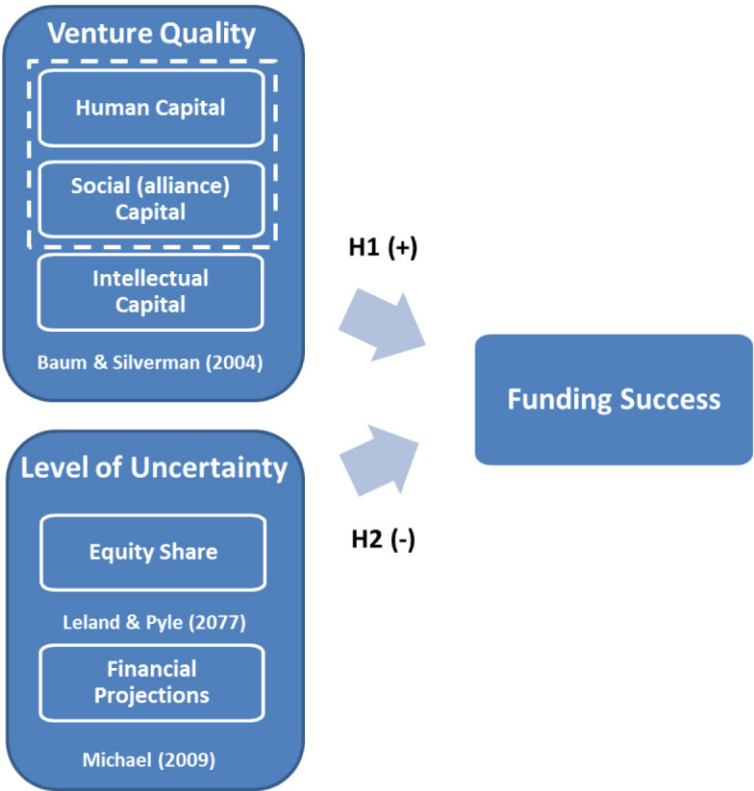 Venture Quality
Human Capital
Social (alliance)
Capital
Intellectual
Capital
Baum & Silverman (2004)
H1 (+)
Funding Success
Level of Uncertainty
Equity Share
Leland & Pyle (2077)
Financial
Projections
Michael (2009)
H2 (-)